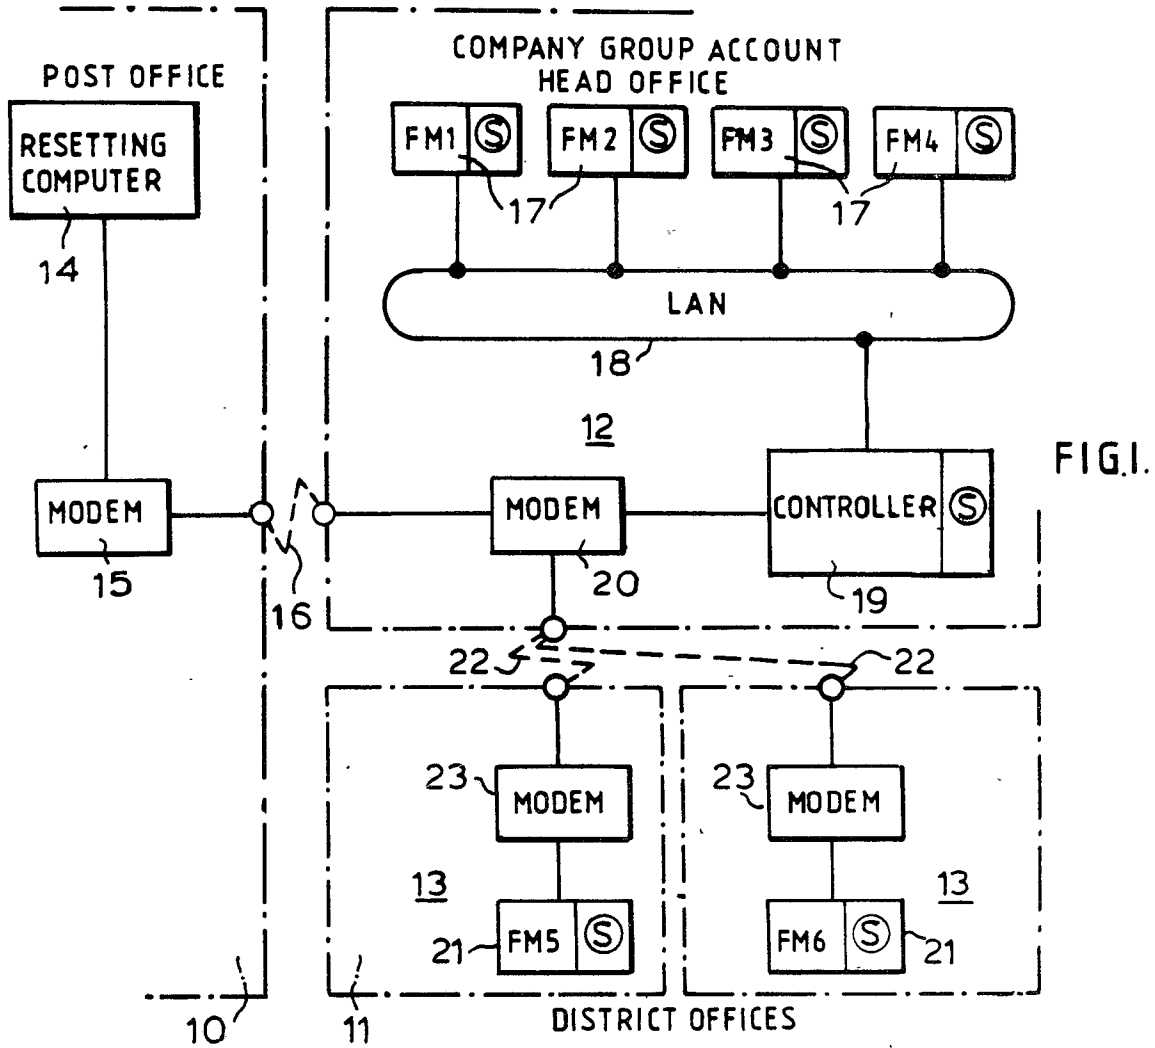 POST OFFICE
COMPANY GROUP ACCOUNT
HEAD OFFICE
RESETTING
COMPUTER
14
FM1 S
FM2 S
FM3 S
FM4 S
17
17
LAN
18
12
FIG.1.
MODEM
15
16
MODEM
20
CONTROLLER S
19
22
22
23
MODEM
23
MODEM
13
13
21
FM5 S
FM6 S
21
10
11
DISTRICT OFFICES